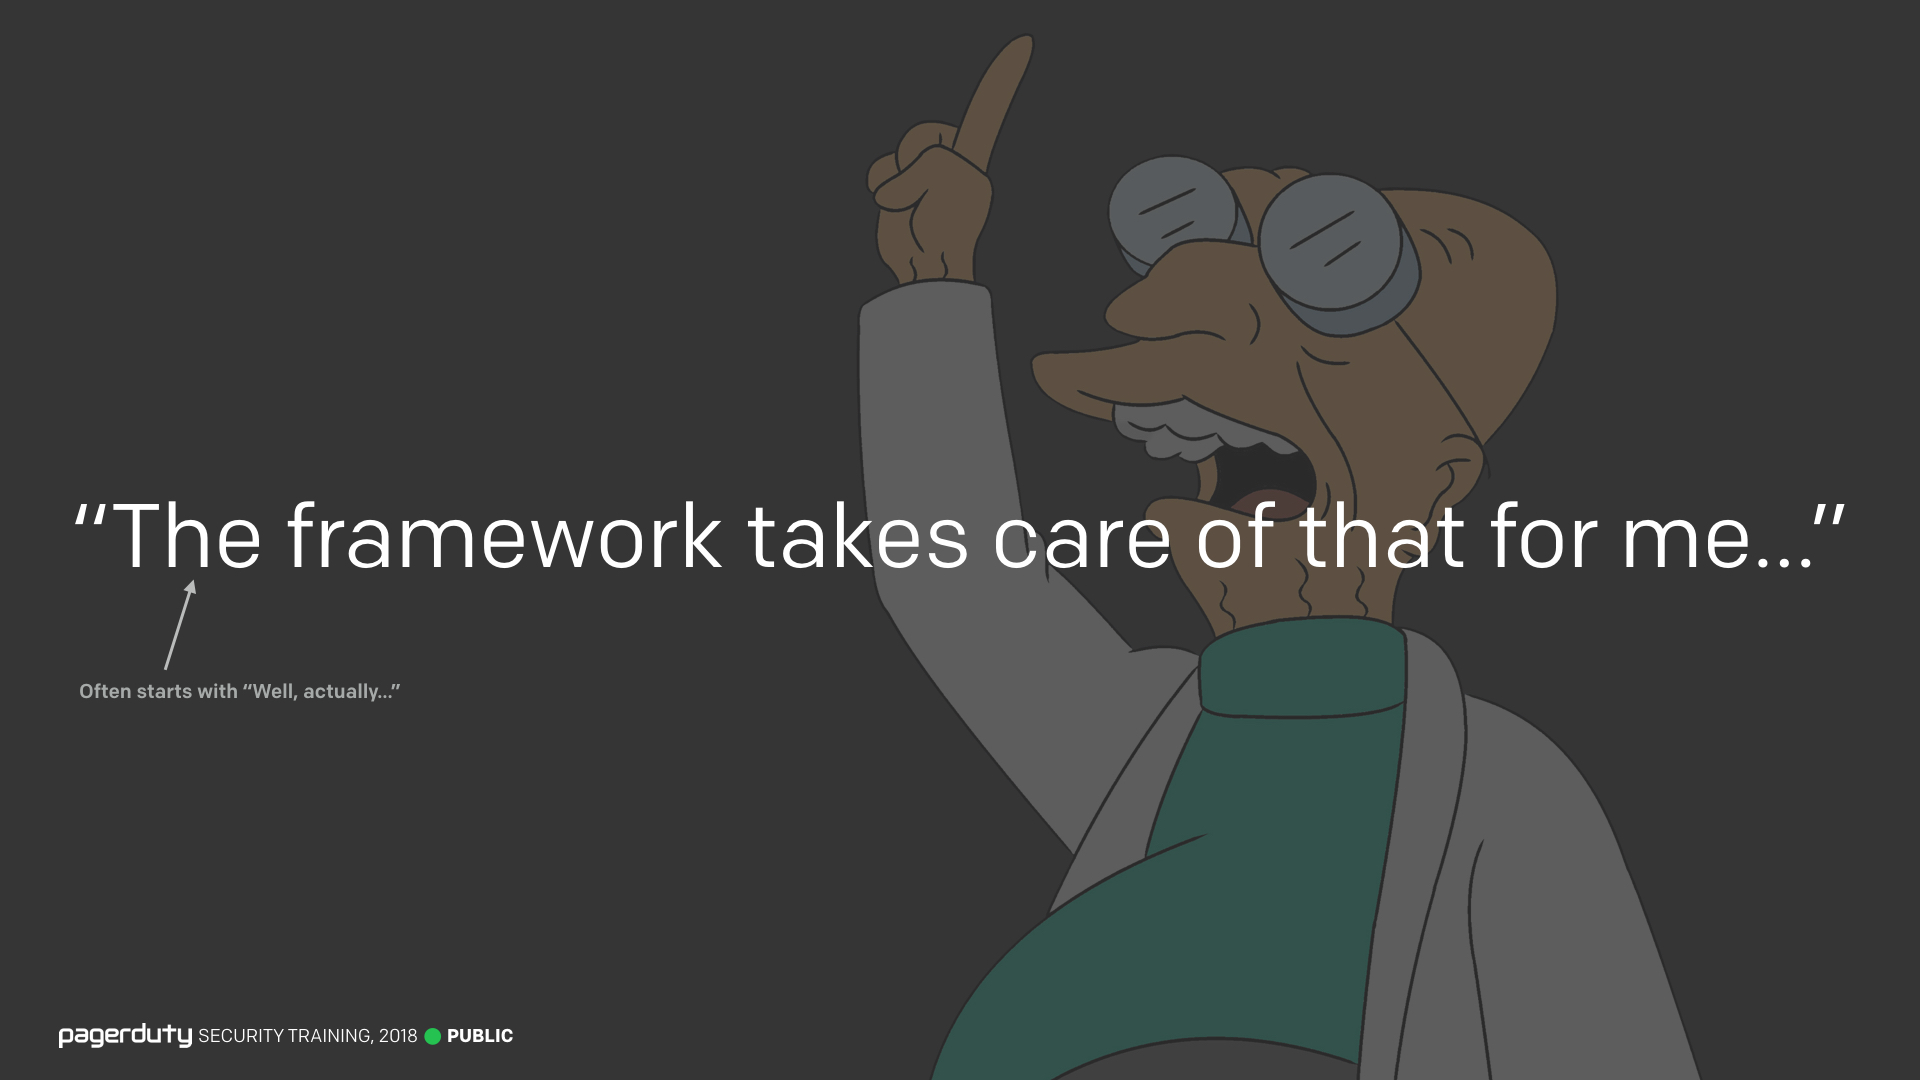 “The framework takes care of that for me...”
Often starts with “Well, actually...”
pagerduty SECURITY TRAINING, 2018 PUBLIC